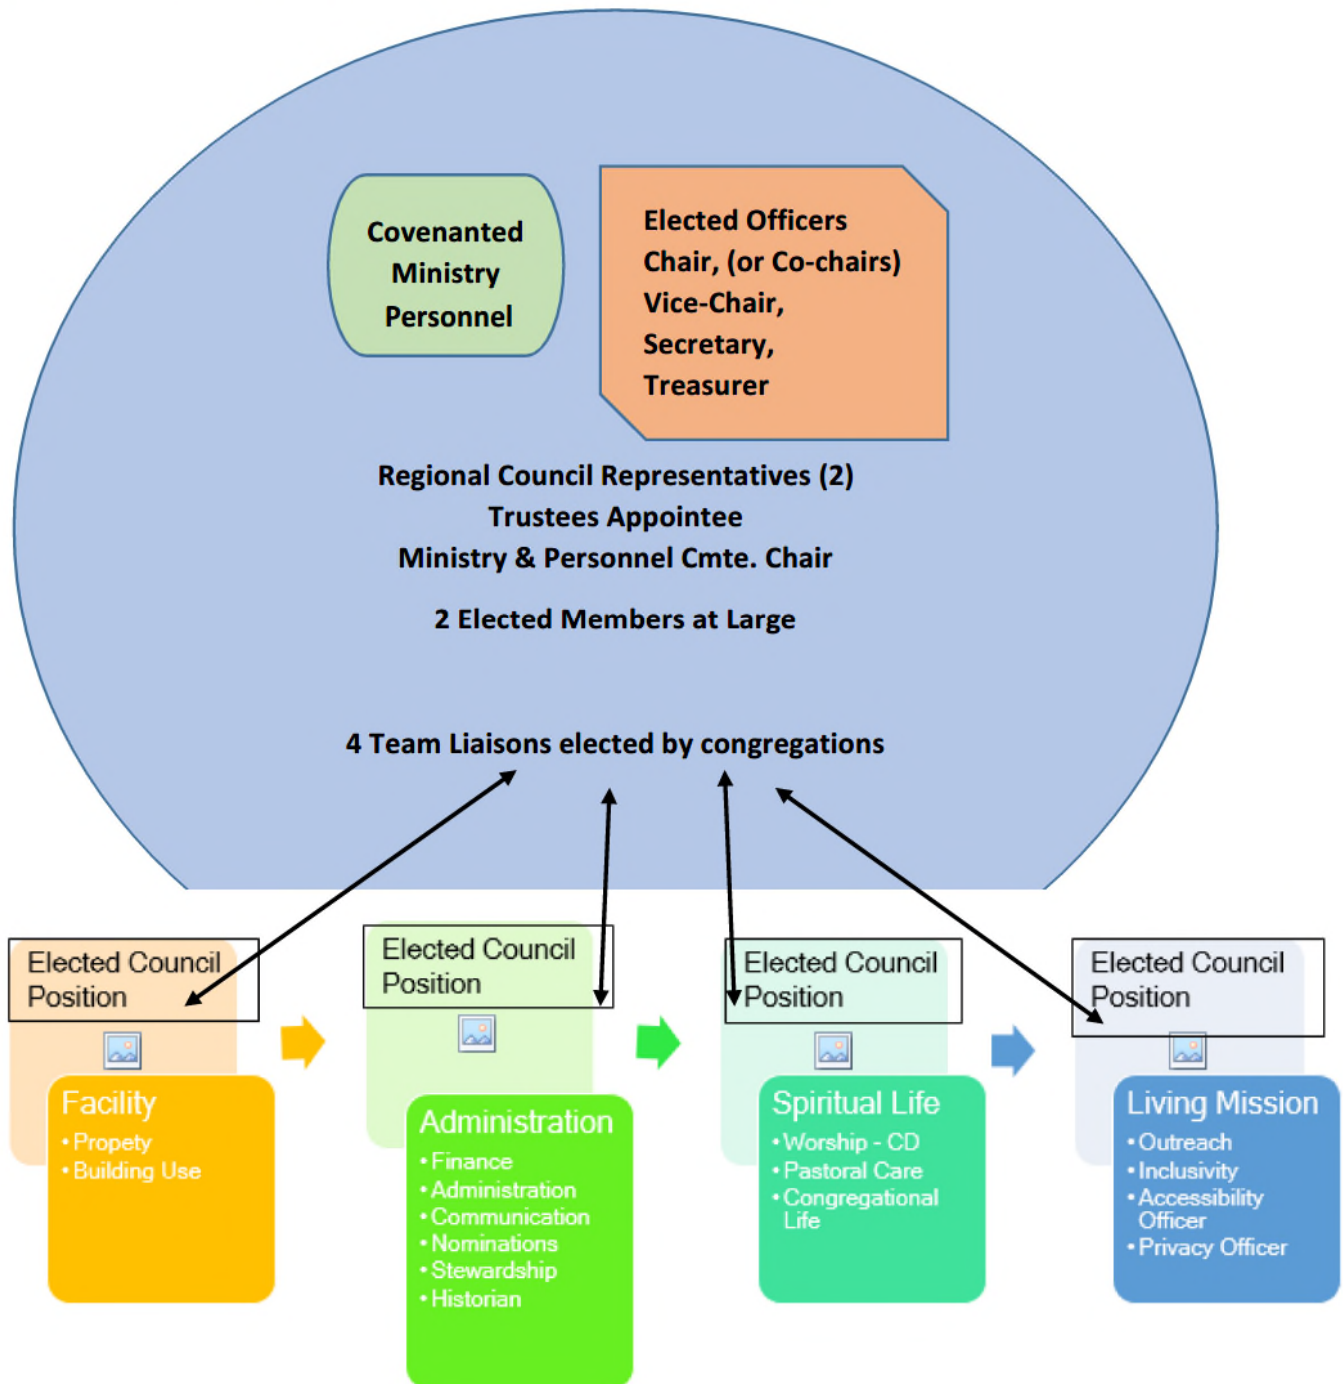 Covenanted
Ministry
Personnel
Elected Officers
Chair, (or Co-chairs)
Vice-Chair,
Secretary,
Treasurer
Regional Council Representatives (2)
Trustees Appointee
Ministry & Personnel Cmte. Chair
2 Elected Members at Large
4 Team Liaisons elected by congregations
Elected Council
Position
Facility
• Propety
• Building Use
Elected Council
Position
Administration
• Finance
• Administration
• Communication
• Nominations
• Stewardship
• Historian
Elected Council
Position
Spiritual Life
• Worship - CD
• Pastoral Care
• Congregational
Life
Elected Council
Position
Living Mission
• Outreach
• Inclusivity
• Accessibility
Officer
• Privacy Officer